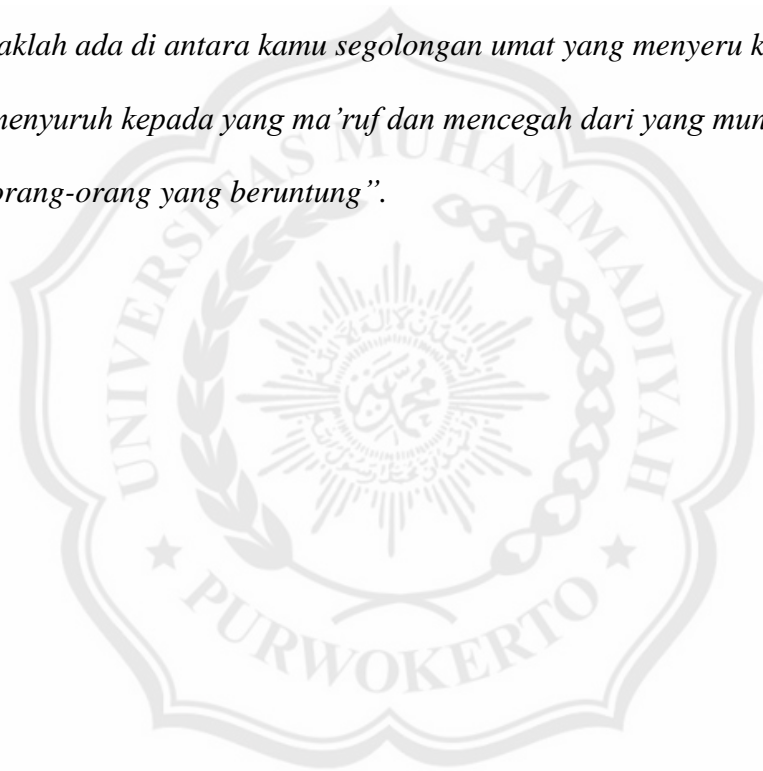 aklah ada di antara kamu segolongan umat yang menyeru k
menyuruh kepada yang ma’ruf dan mencegah dari yang mun
orang-orang yang beruntung”.
UNIVERSITAS MUHAMMADIYAH
PURWOKERTO